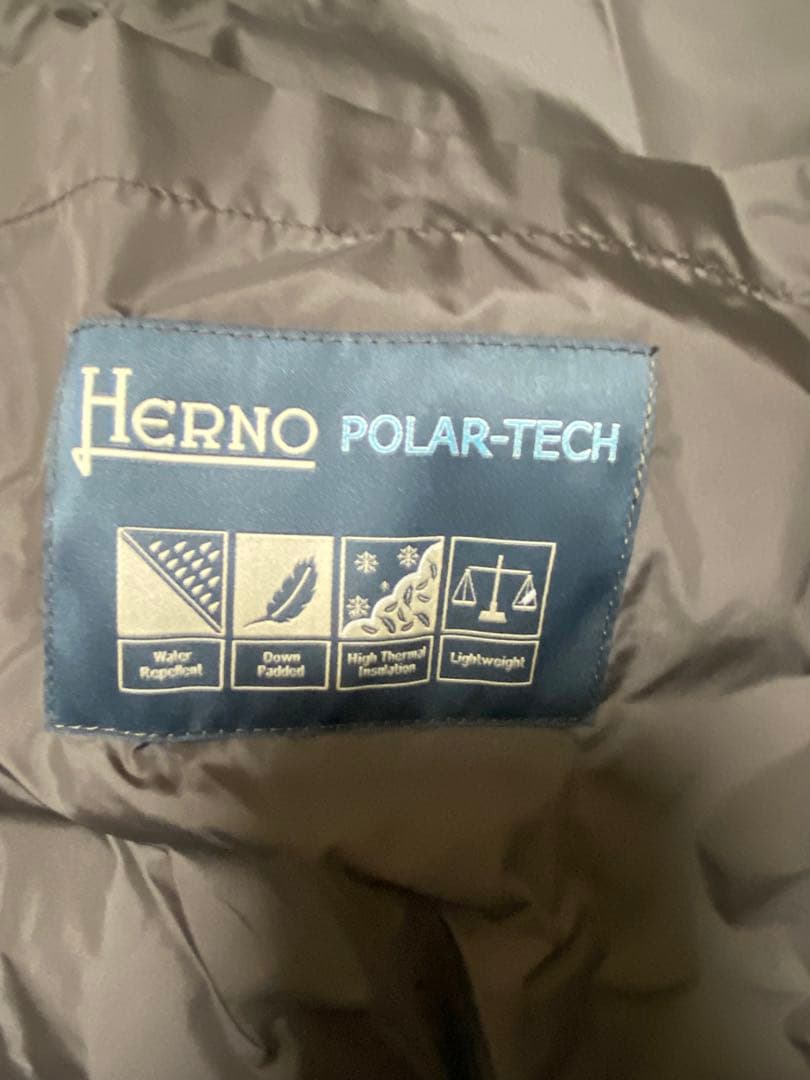 HERNO POLAR-TECH
Water
Repellent
Down
Padded
High Thermal
Insulation
Lightweight